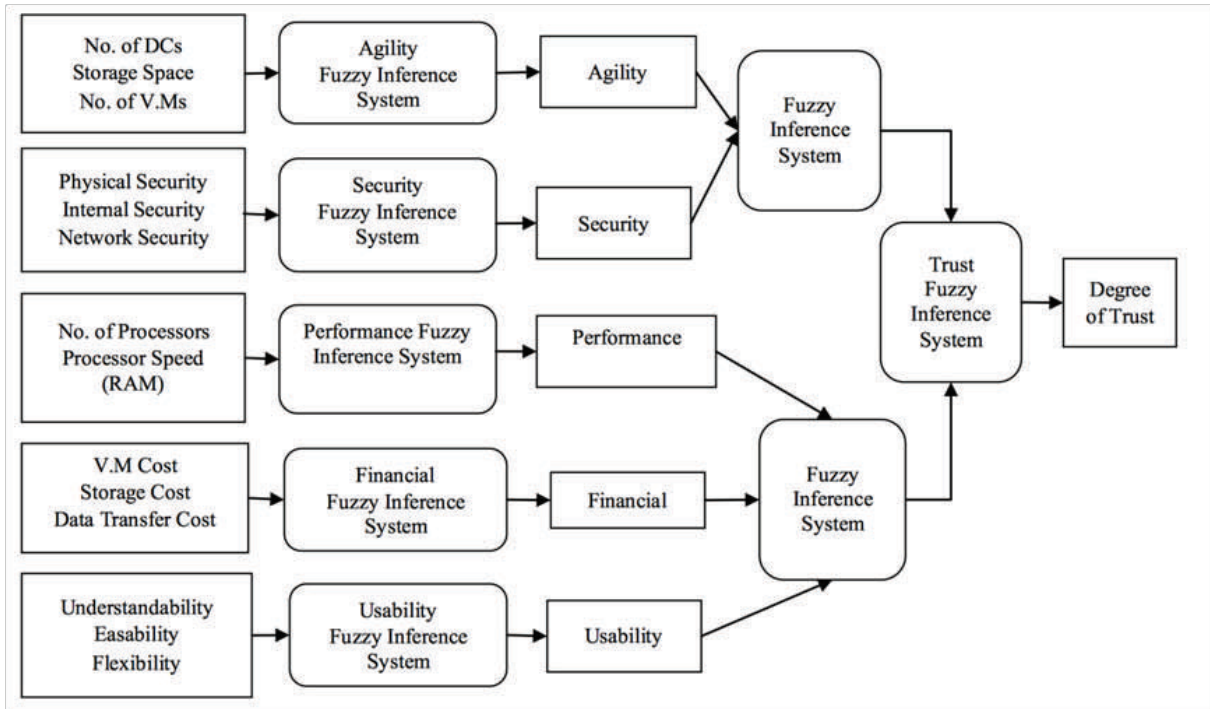 No. of DCs
Storage Space
No. of V.Ms
Agility
Fuzzy Inference
System
Agility
Fuzzy
Inference
System
Physical Security
Internal Security
Network Security
Security
Fuzzy Inference
System
Security
Trust
Fuzzy
Inference
System
Degree
of Trust
No. of Processors
Processor Speed
(RAM)
Performance Fuzzy
Inference System
Performance
V.M Cost
Storage Cost
Data Transfer Cost
Financial
Fuzzy Inference
System
Financial
Fuzzy
Inference
System
Understandability
Easability
Flexibility
Usability
Fuzzy Inference
System
Usability